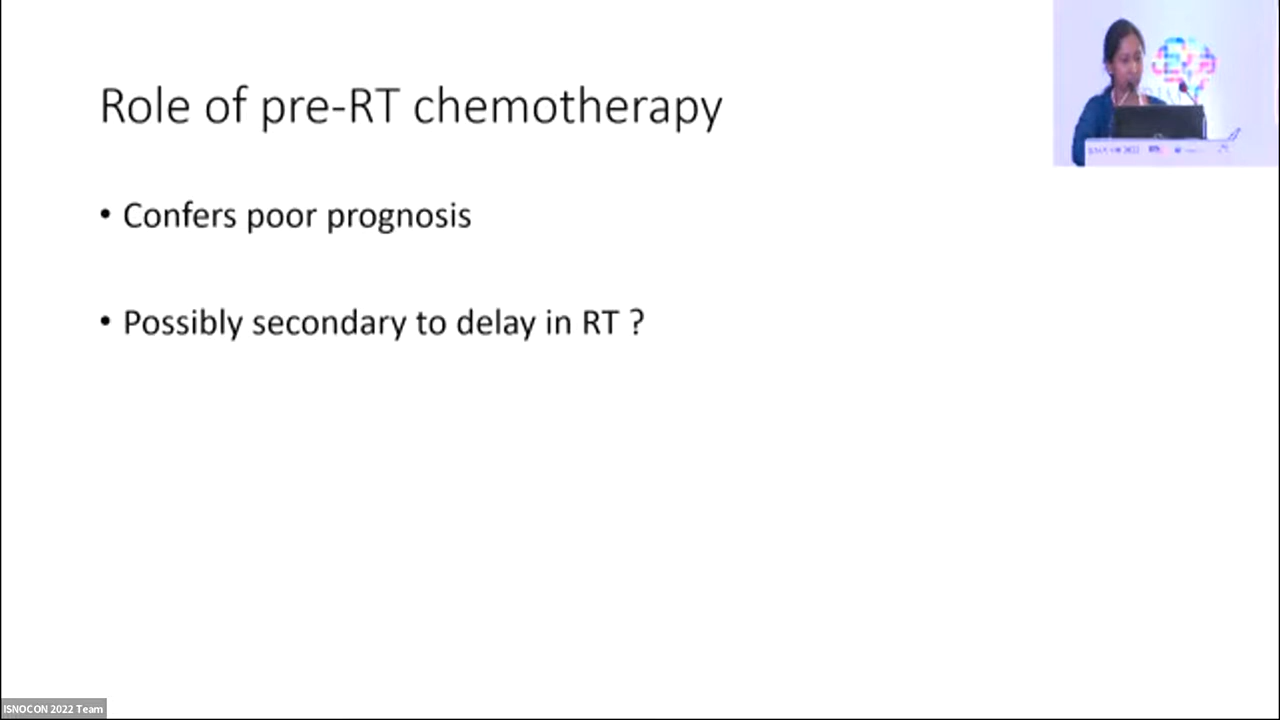 Role of pre-RT chemotherapy
• Confers poor prognosis
• Possibly secondary to delay in RT ?
ISNOCON 2022 Team